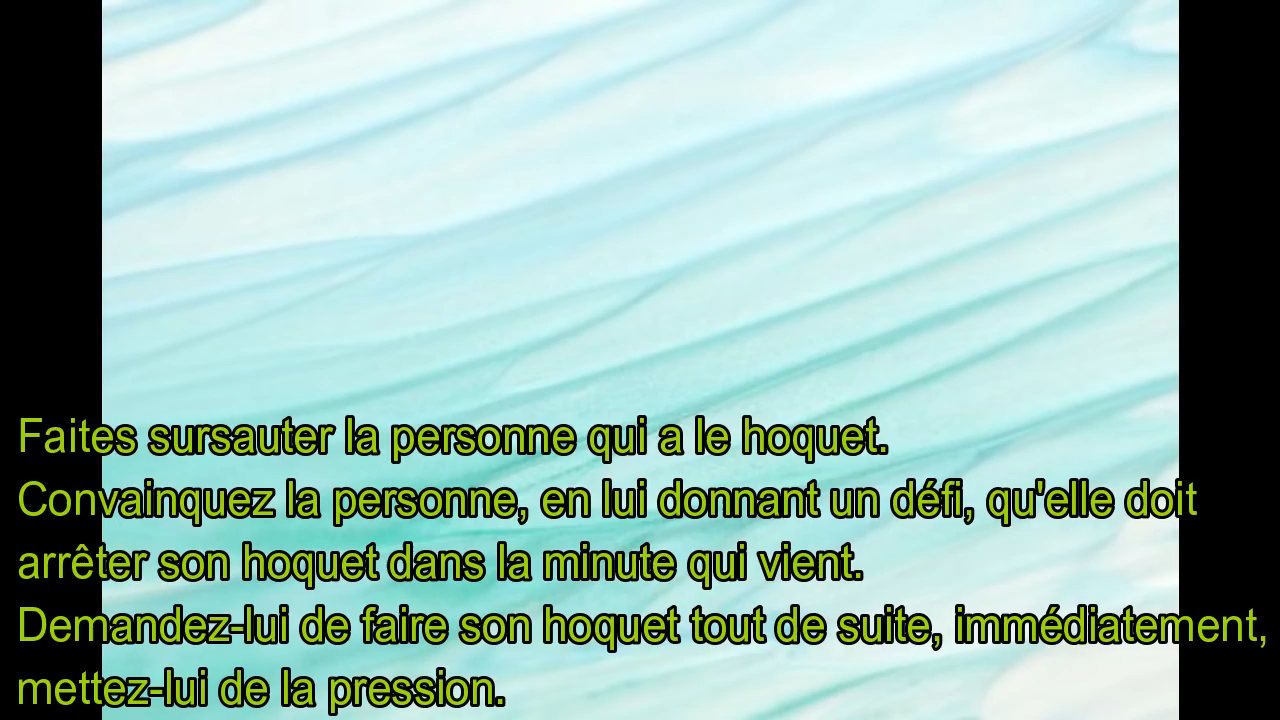 Faites sursauter la personne qui a le hoquet.
Convainquez la personne, en lui donnant un défi, qu'elle doit
arrêter son hoquet dans la minute qui vient.
Demandez-lui de faire son hoquet tout de suite, immédiatement,
mettez-lui de la pression.